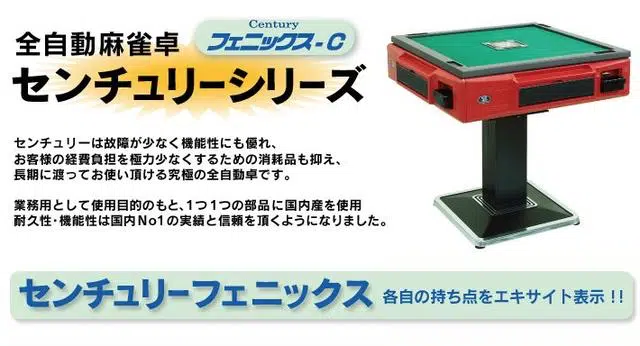 Century
全自動麻雀卓 フェニックス-C
センチュリーシリーズ
センチュリーは故障が少なく機能性にも優れ、
お客様の経費負担を極力少なくするための消耗品も抑え、
長期に渡ってお使い頂ける究極の全自動卓です。
業務用として使用目的のもと、1つ1つの部品に国内産を使用
耐久性・機能性は国内No1の実績と信頼を頂くようになりました。
センチュリーフェニックス 各自の持ち点をエキサイト表示!!